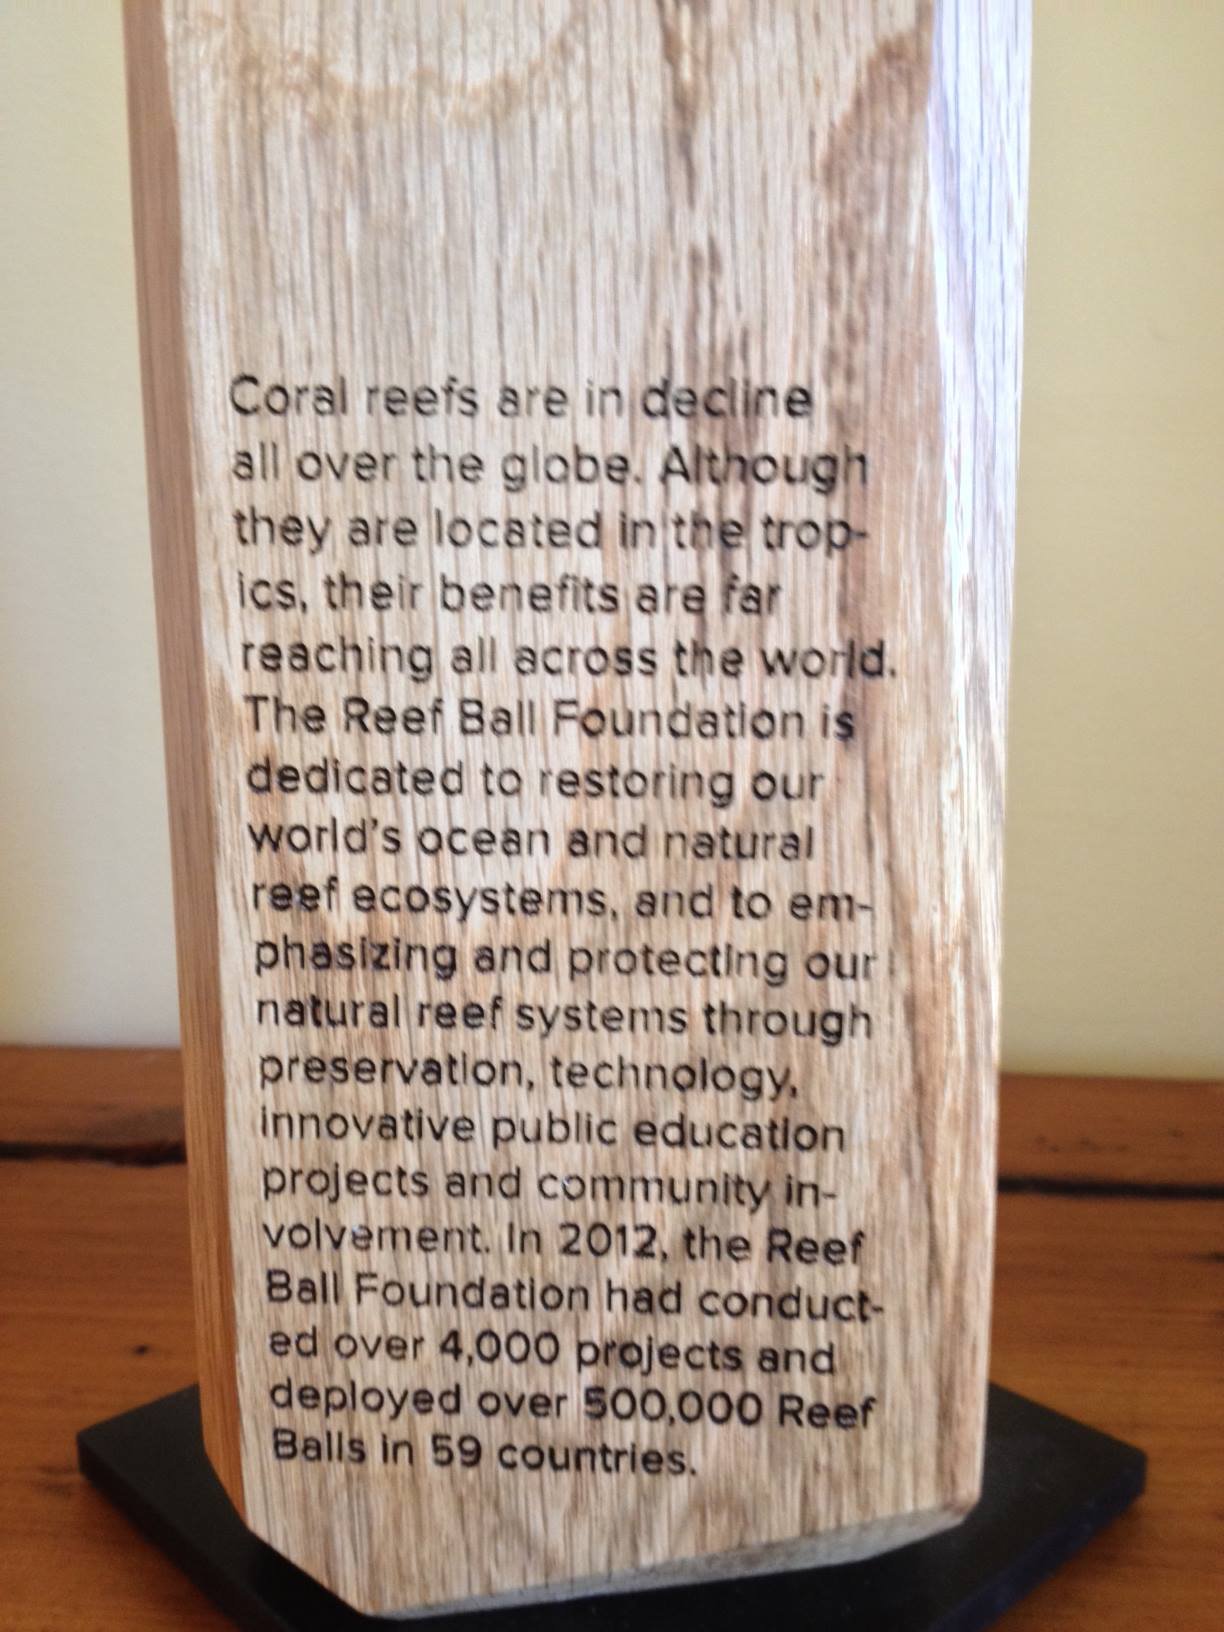 Coral reefs are in decline
all over the globe. Although
they are located in the trop-
ics, their benefits are far
reaching all across the world.
The Reef Ball Foundation is
dedicated to restoring our
world's ocean and natural
reef ecosystems, and to em-
phasizing and protecting our
natural reef systems through
preservation, technology,
innovative public education
projects and community in-
volvement. In 2012, the Reef
Ball Foundation had conduct-
ed over 4,000 projects and
deployed over 500,000 Reef
Balls in 59 countries.